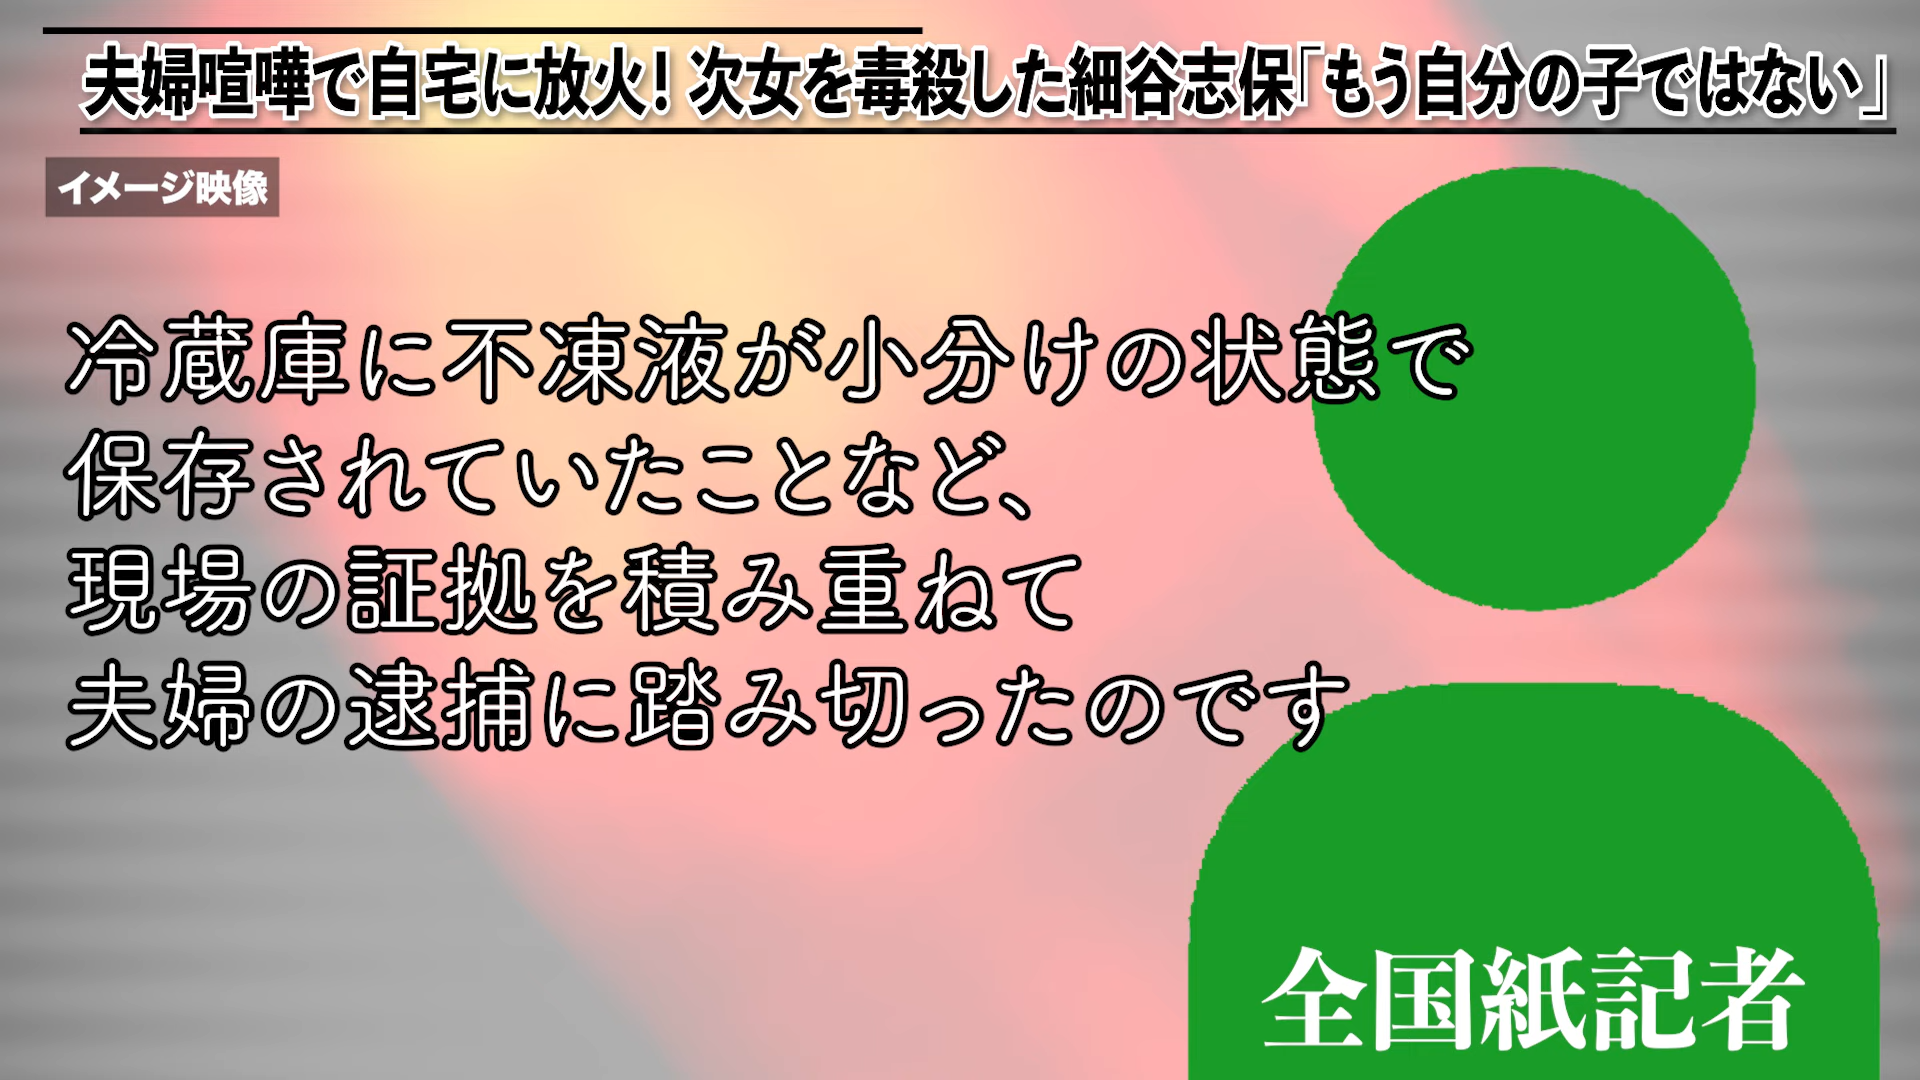 夫婦喧嘩で自宅に放火！次女を毒殺した細谷志保「もう自分の子ではない」
イメージ映像
冷蔵庫に不凍液が小分けの状態で
保存されていたことなど、
現場の証拠を積み重ねて
夫婦の逮捕に踏み切ったのです
全国紙記者